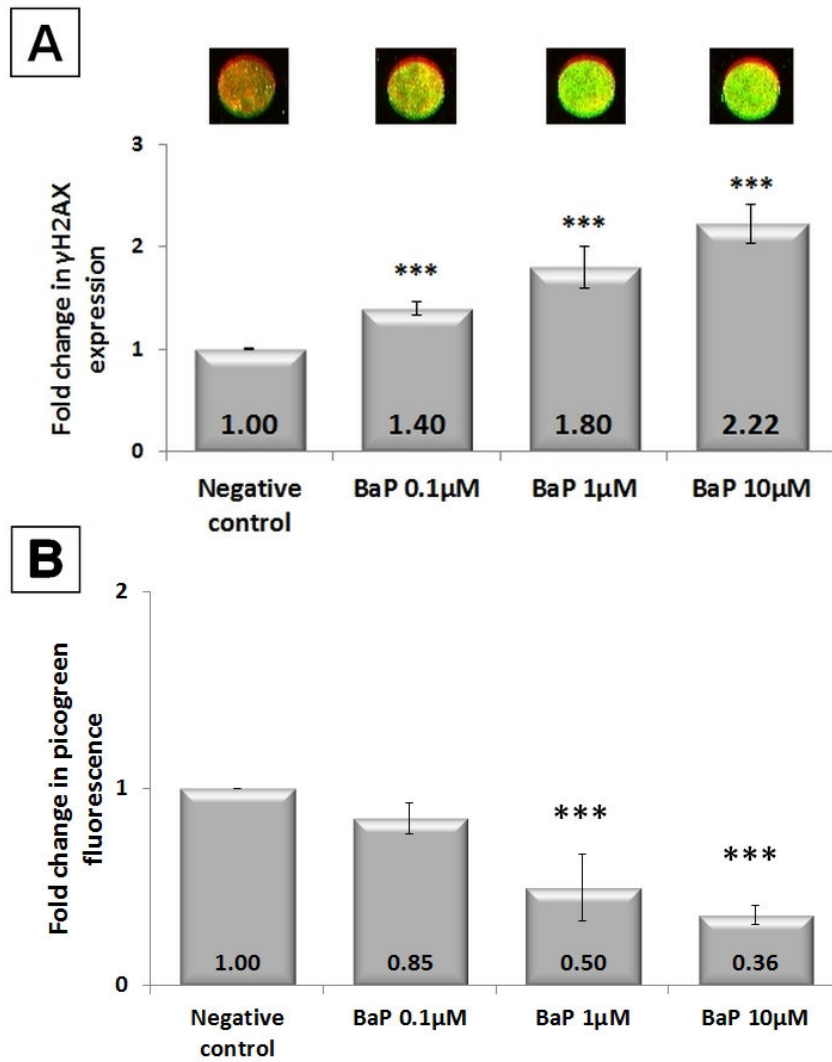 A
Fold change in γH2AX
expression
3
2
1
0
***
***
***
1.00
1.40
1.80
2.22
Negative
control
BaP 0.1µM
BaP 1µM
BaP 10µM
B
Fold change in picogreen
fluorescence
2
1
0
***
***
1.00
0.85
0.50
0.36
Negative
control
BaP 0.1µM
BaP 1µM
BaP 10µM